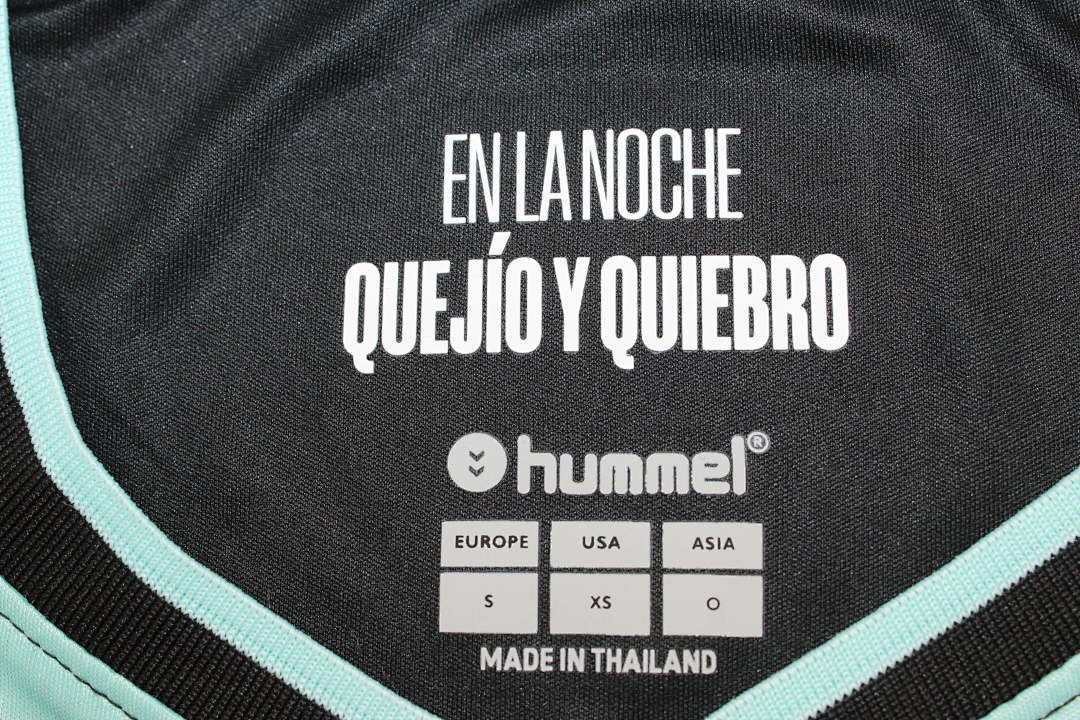 EN LA NOCHE
QUEJÍO Y QUIEBRO
hummel®
EUROPE USA ASIA
S XS O
MADE IN THAILAND